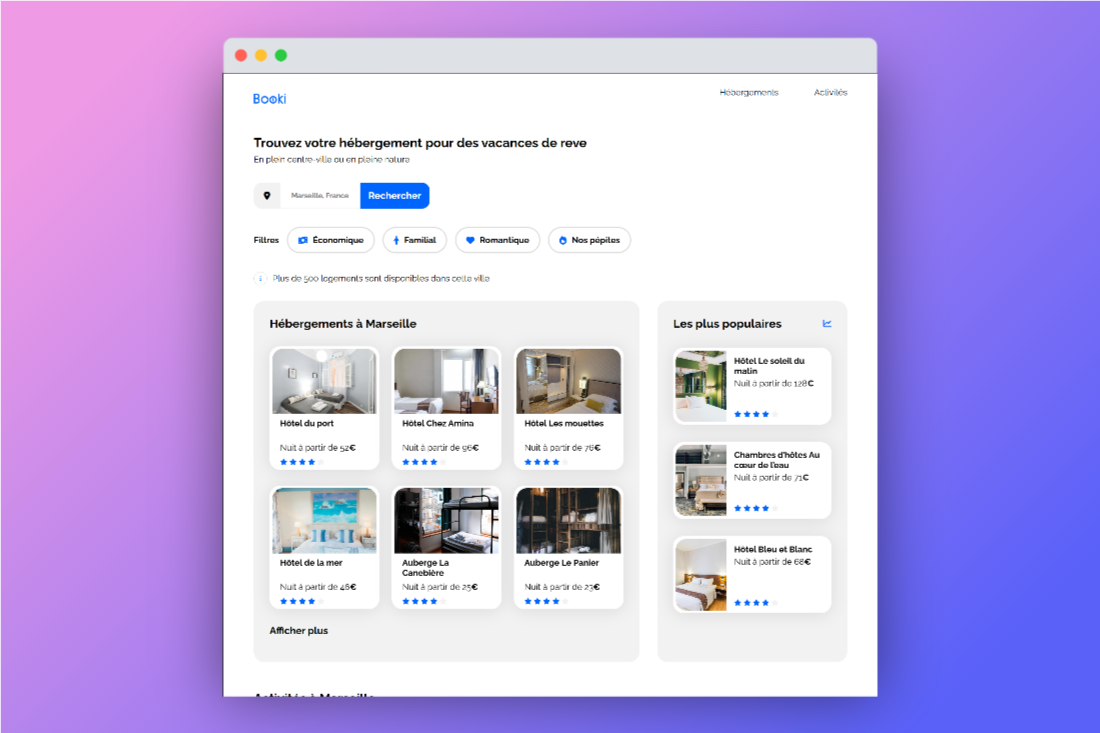 Booki
Hébergements
Activités
Trouvez votre hébergement pour des vacances de reve
En plein centre-ville ou en pleine nature
Marseille, France
Rechercher
Filtres
Économique
Familial
Romantique
Nos pépites
i Plus de 500 logements sont disponibles dans cette ville
Hébergements à Marseille
Hôtel du port
Nuit à partir de 52€
Hôtel Chez Amina
Nuit à partir de 96€
Hôtel Les mouettes
Nuit à partir de 76€
Hôtel de la mer
Nuit à partir de 46€
Auberge La
Canebière
Nuit à partir de 25€
Auberge Le Panier
Nuit à partir de 23€
Afficher plus
Les plus populaires
Hôtel Le soleil du
matin
Nuit à partir de 128€
Chambres d'hôtes Au
cœur de l'eau
Nuit à partir de 71€
Hôtel Bleu et Blanc
Nuit à partir de 68€
Activités à Marseille